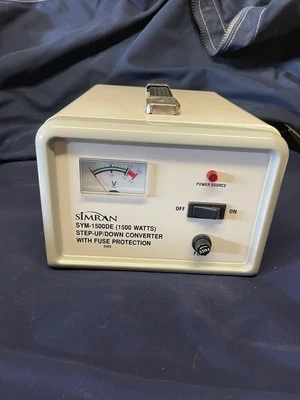 V
POWER SOURCE
OFF ON
SIMRAN
SYM-1500DE (1500 WATTS)
STEP-UP/DOWN CONVERTER
WITH FUSE PROTECTION